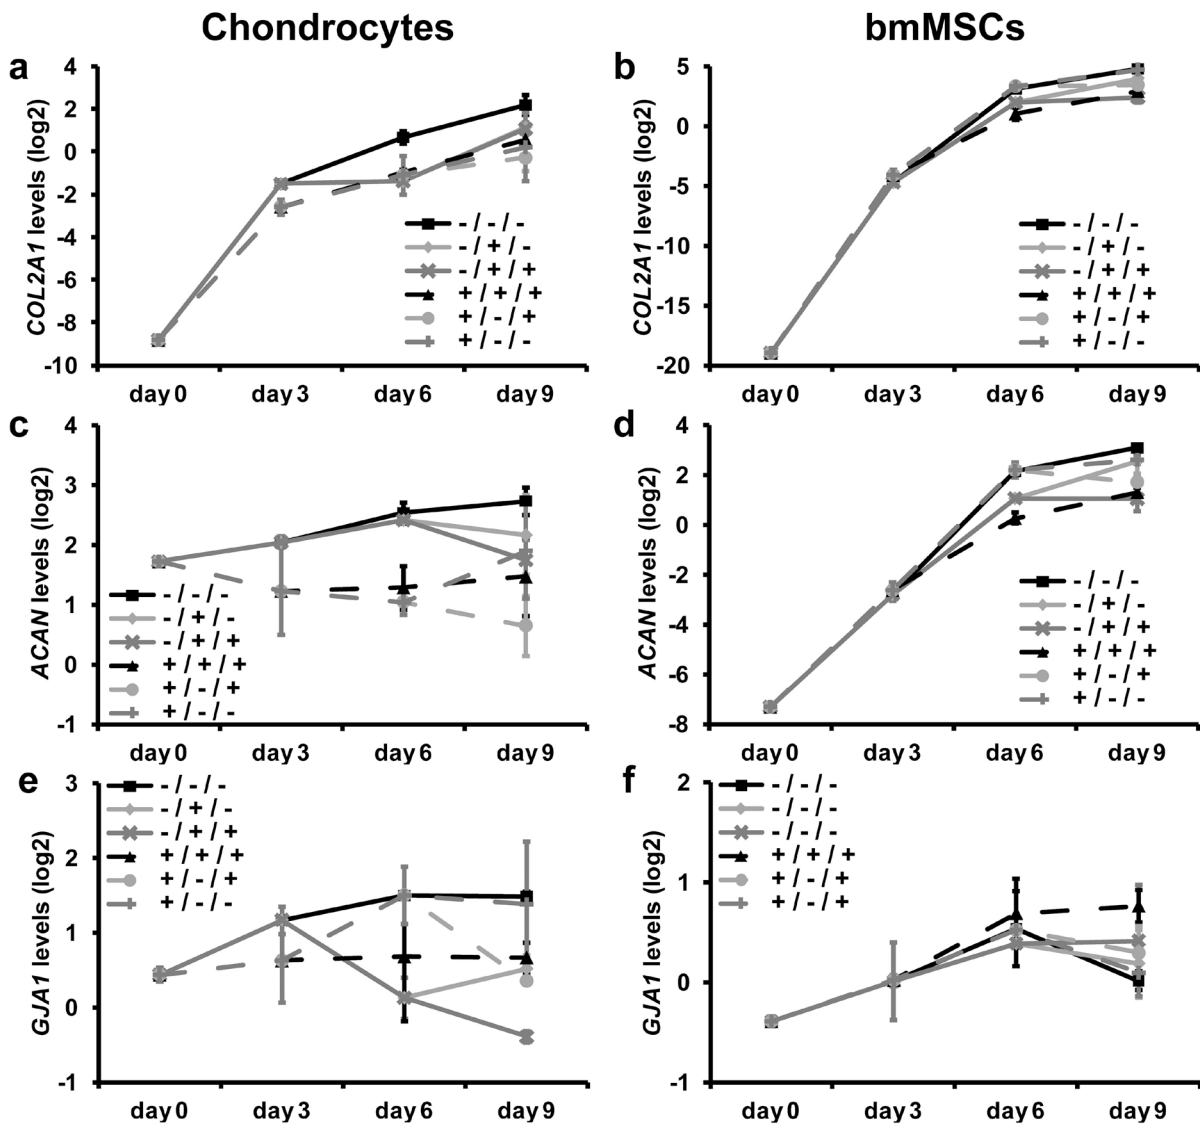 Chondrocytes
bmMSCs
a
COL2A1 levels (log2)
4
2
0
-2
-4
-6
-8
-10
day 0
day 3
day 6
day 9
- / - / -
- / + / -
- / + / +
+ / + / +
+ / - / +
+ / - / -
b
COL2A1 levels (log2)
5
0
-5
-10
-15
-20
day 0
day 3
day 6
day 9
- / - / -
- / + / -
- / + / +
+ / + / +
+ / - / +
+ / - / -
c
ACAN levels (log2)
4
3
2
1
0
-1
day 0
day 3
day 6
day 9
- / - / -
- / + / -
- / + / +
+ / + / +
+ / - / +
+ / - / -
d
ACAN levels (log2)
4
2
0
-2
-4
-6
-8
day 0
day 3
day 6
day 9
- / - / -
- / + / -
- / + / +
+ / + / +
+ / - / +
+ / - / -
e
GJA1 levels (log2)
3
2
1
0
-1
day 0
day 3
day 6
day 9
- / - / -
- / + / -
- / + / +
+ / + / +
+ / - / +
+ / - / -
f
GJA1 levels (log2)
2
1
0
-1
day 0
day 3
day 6
day 9
- / - / -
- / - / -
- / - / -
+ / + / +
+ / - / +
+ / - / +